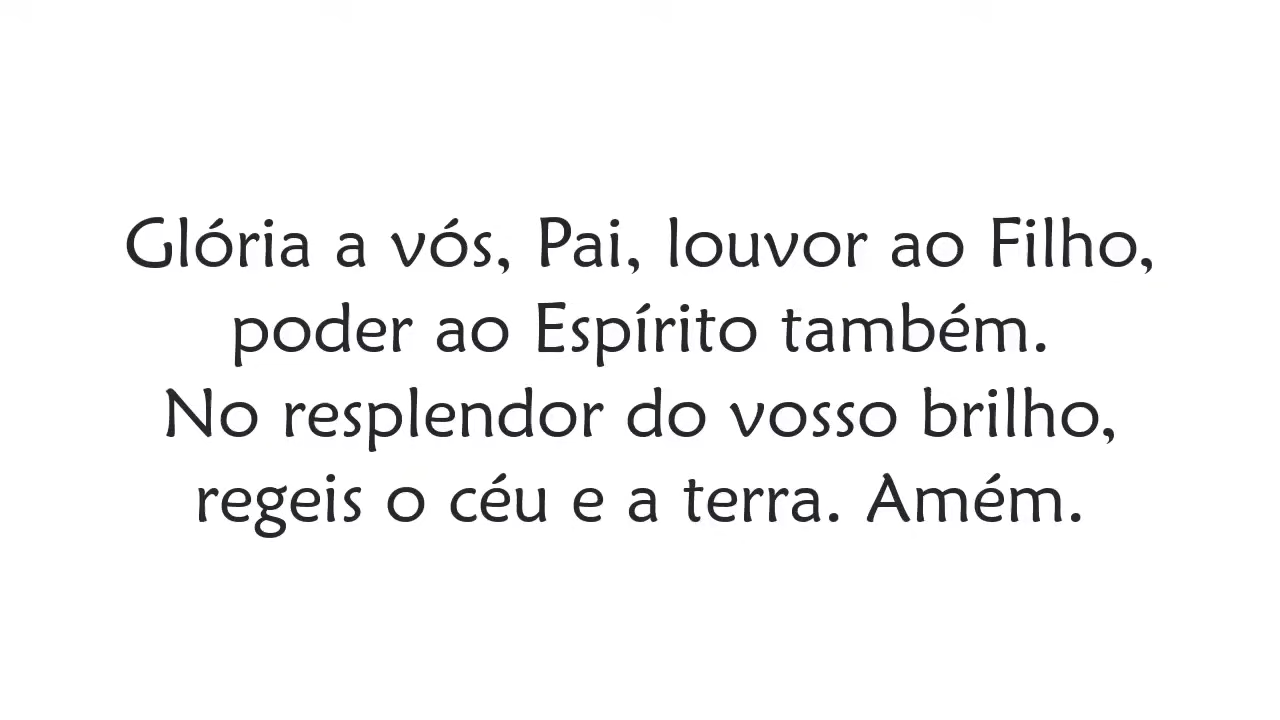 Glória a vós, Pai, louvor ao Filho,
poder ao Espírito também.
No resplendor do vosso brilho,
regeis o céu e a terra. Amém.